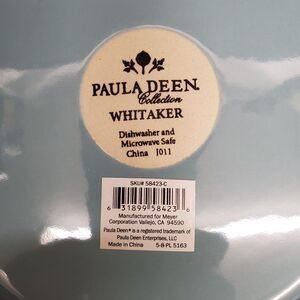 PAULA DEEN.
Collection
WHITAKER
Dishwasher and
Microwave Safe
China J011
SKU# 58423-C
6 31899 58423 6
Manufactured for Meyer
Corporation Vallejo, CA 94590
Paula Deen® is a registered trademark of
Paula Deen Enterprises, LLC
Made in China 5-8-PL 5163